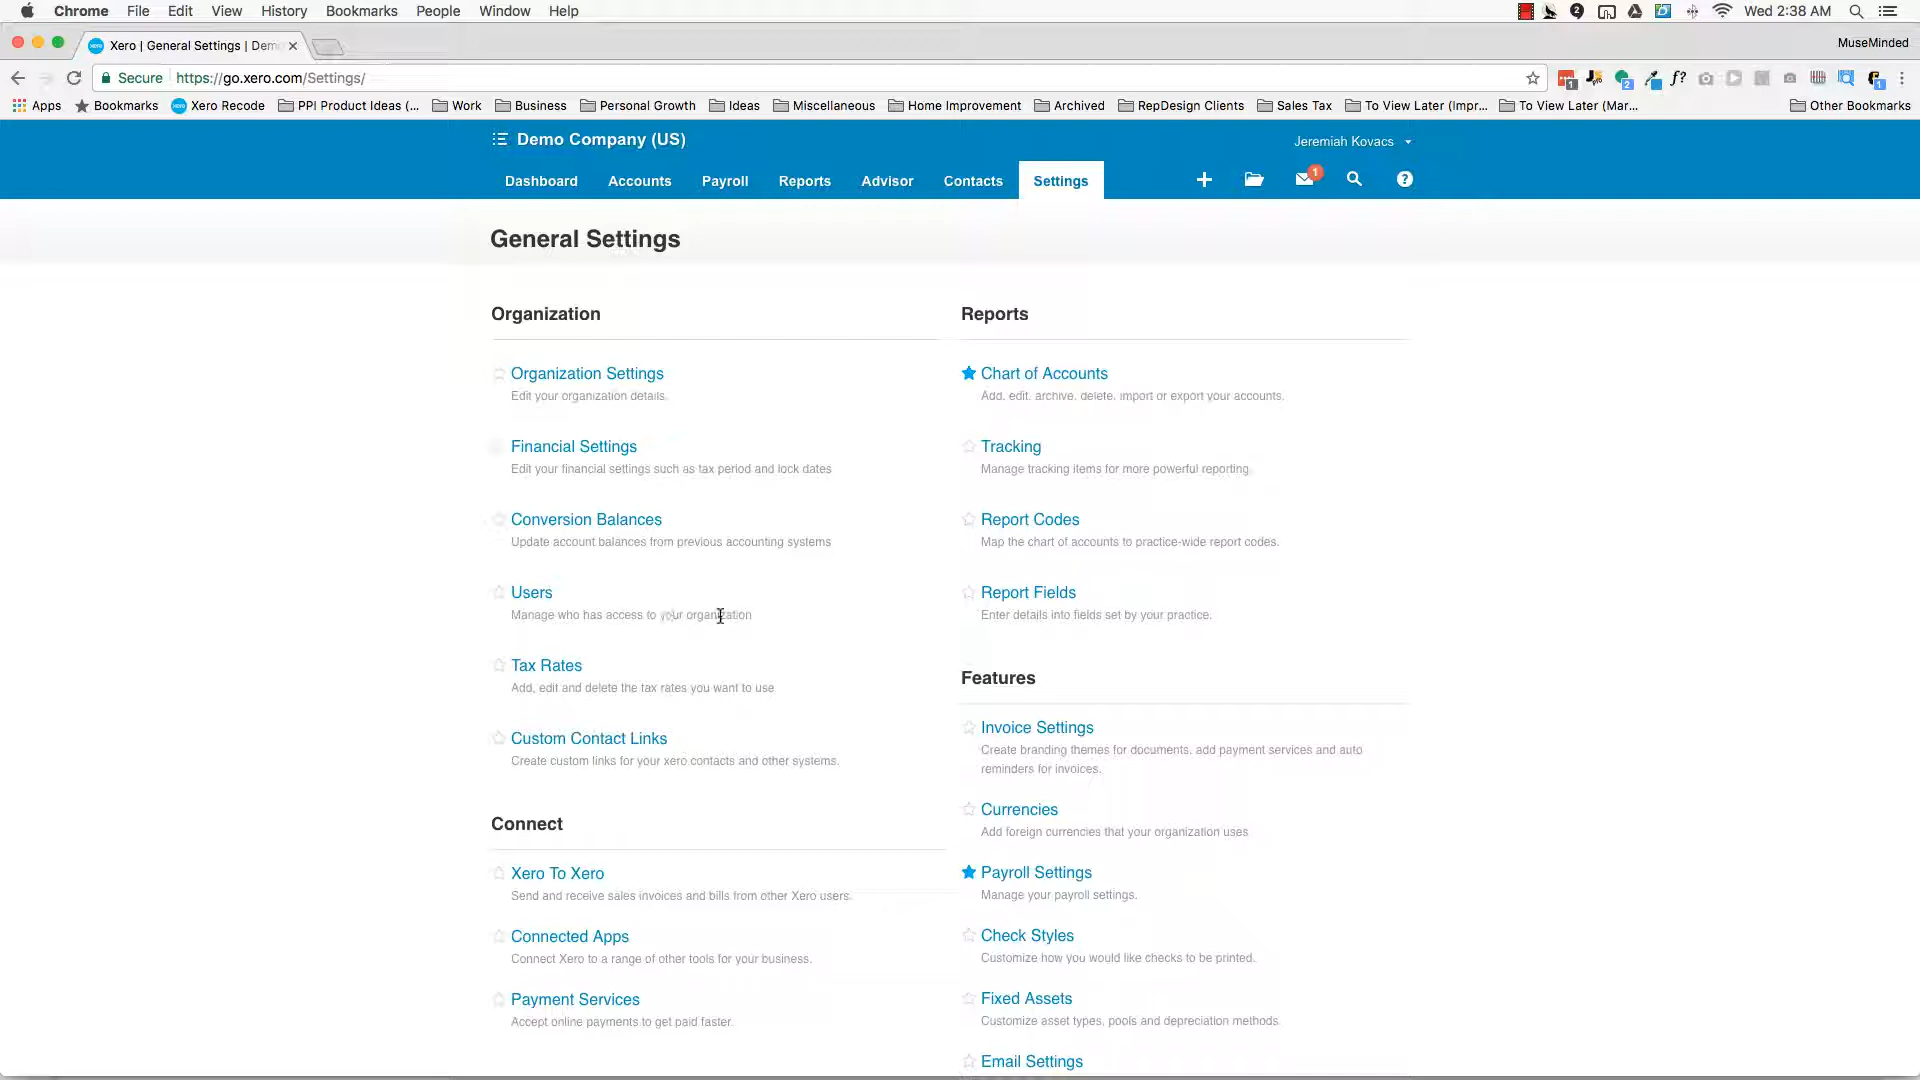 Chrome File Edit View History Bookmarks People Window Help
2 Wed 2:38 AM
Xero | General Settings | Dem
MuseMinded
Secure https://go.xero.com/Settings/
Apps Bookmarks Xero Recode PPI Product Ideas (... Work Business Personal Growth Ideas Miscellaneous Home Improvement Archived RepDesign Clients Sales Tax To View Later (Impr... To View Later (Mar... Other Bookmarks
Demo Company (US)
Jeremiah Kovacs
Dashboard Accounts Payroll Reports Advisor Contacts Settings
1
General Settings
Organization
Organization Settings
Edit your organization details.
Financial Settings
Edit your financial settings such as tax period and lock dates
Conversion Balances
Update account balances from previous accounting systems
Users
Manage who has access to your organization
Tax Rates
Add, edit and delete the tax rates you want to use
Custom Contact Links
Create custom links for your xero contacts and other systems.
Connect
Xero To Xero
Send and receive sales invoices and bills from other Xero users.
Connected Apps
Connect Xero to a range of other tools for your business.
Payment Services
Accept online payments to get paid faster.
Reports
Chart of Accounts
Add, edit, archive, delete, import or export your accounts.
Tracking
Manage tracking items for more powerful reporting.
Report Codes
Map the chart of accounts to practice-wide report codes.
Report Fields
Enter details into fields set by your practice.
Features
Invoice Settings
Create branding themes for documents, add payment services and auto
reminders for invoices.
Currencies
Add foreign currencies that your organization uses
Payroll Settings
Manage your payroll settings.
Check Styles
Customize how you would like checks to be printed.
Fixed Assets
Customize asset types, pools and depreciation methods
Email Settings